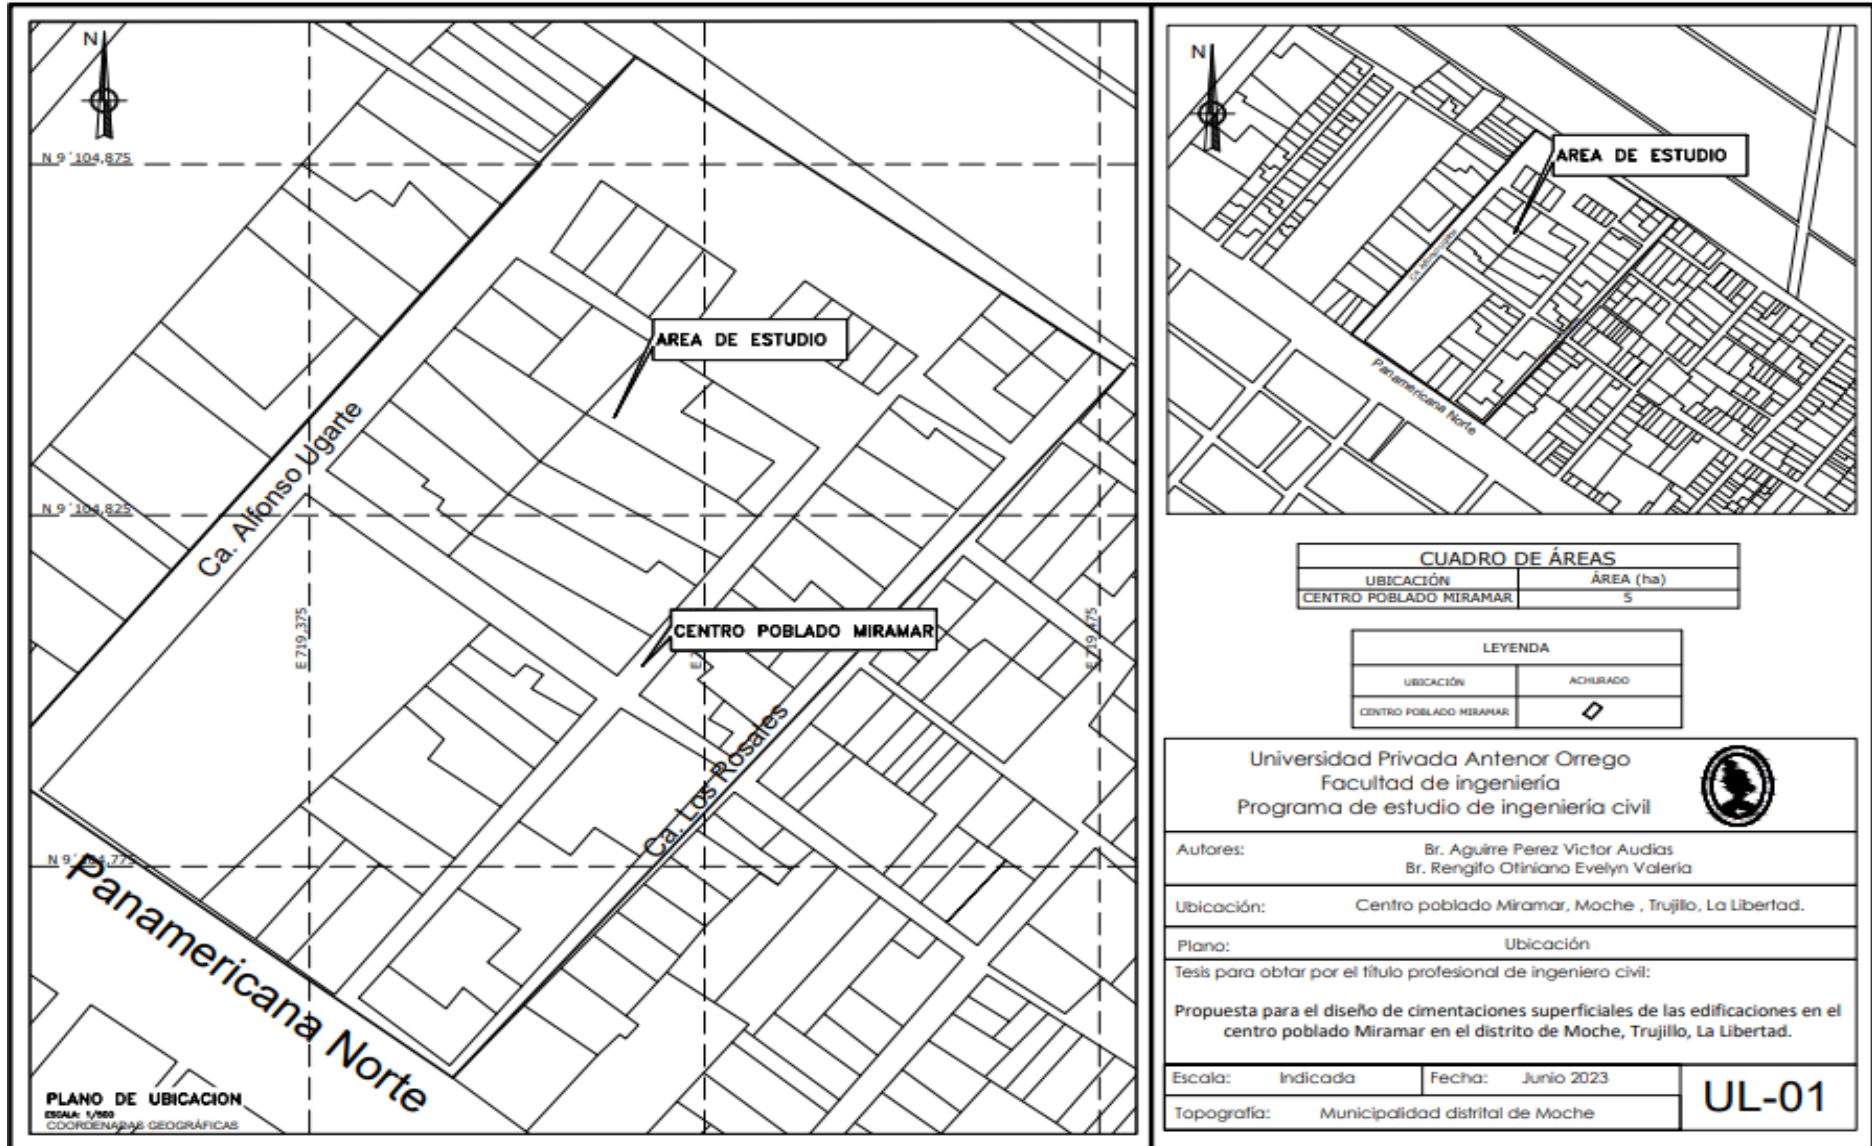 N
N 9´104,875
AREA DE ESTUDIO
Ca. Alfonso Ugarte
N 9´104,825
E 719,375
CENTRO POBLADO MIRAMAR
Ca. Los Rosales
N 9´104,775
Panamericana Norte
PLANO DE UBICACION
ESCALA: 1/500
COORDENADAS GEOGRÁFICAS
N
AREA DE ESTUDIO
Panamericana Norte
CUADRO DE ÁREAS
UBICACIÓN ÁREA (ha)
CENTRO POBLADO MIRAMAR 5
LEYENDA
UBICACIÓN ACHURADO
CENTRO POBLADO MIRAMAR
Universidad Privada Antenor Orrego
Facultad de ingeniería
Programa de estudio de ingeniería civil
Autores: Br. Aguirre Perez Victor Audias
Br. Rengifo Otiniano Evelyn Valeria
Ubicación: Centro poblado Miramar, Moche , Trujillo, La Libertad.
Plano: Ubicación
Tesis para obtar por el título profesional de ingeniero civil:
Propuesta para el diseño de cimentaciones superficiales de las edificaciones en el
centro poblado Miramar en el distrito de Moche, Trujillo, La Libertad.
Escala: Indicada Fecha: Junio 2023
Topografía: Municipalidad distrital de Moche
UL-01